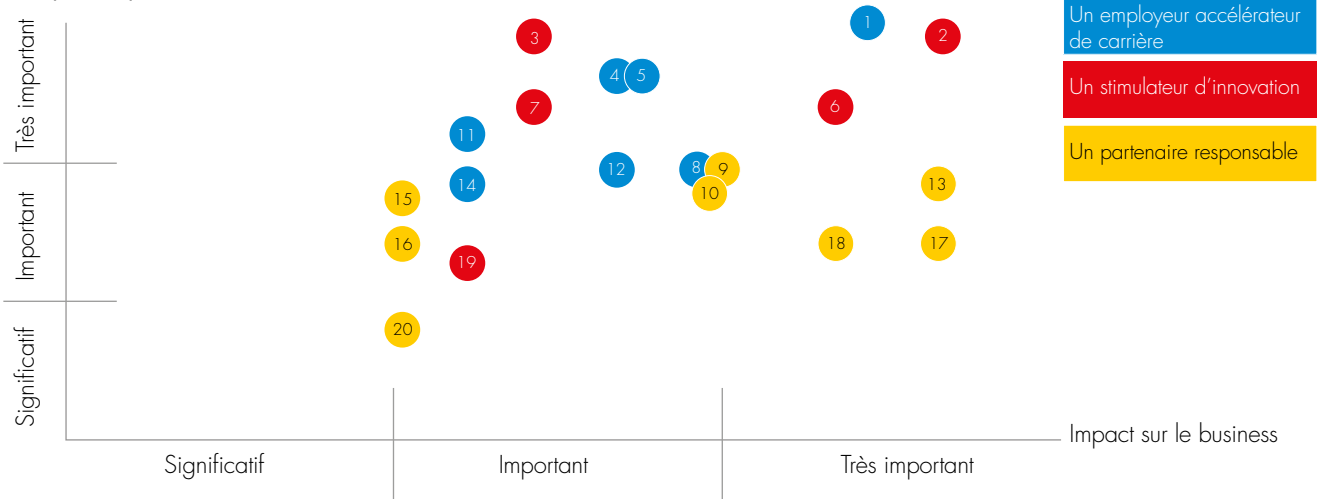 Un employeur accélérateur
de carrière
Un stimulateur d'innovation
Un partenaire responsable
Très important
Important
Significatif
1
2
3
4
5
6
7
11
12
8
9
10
13
14
15
16
18
17
19
20
Impact sur le business
Significatif
Important
Très important